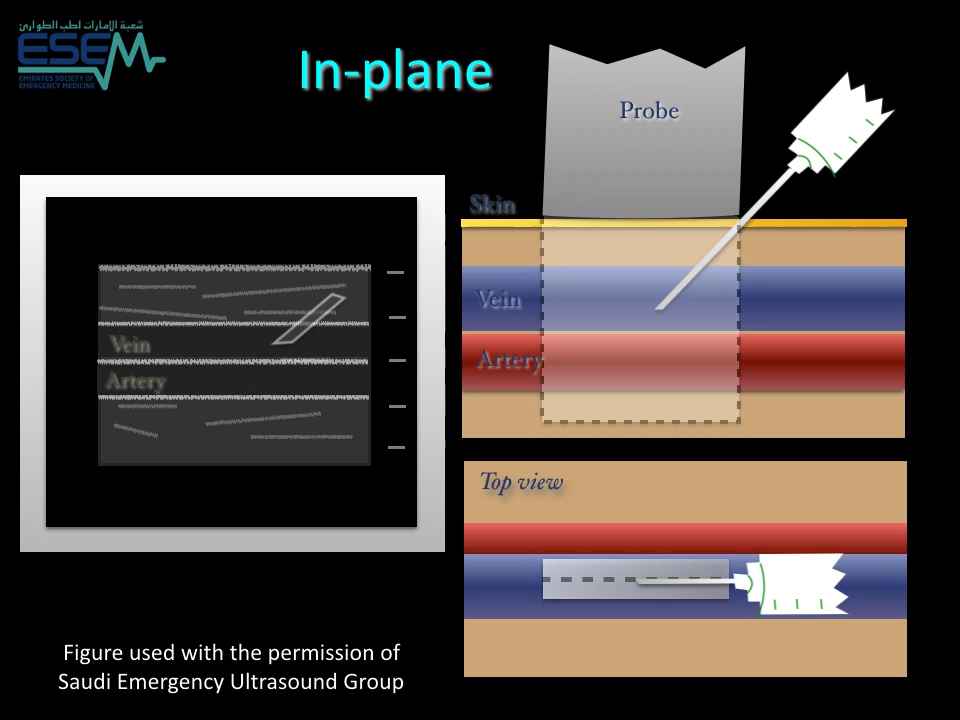 شعبة الإمارات لطب الطوارئ
ESEM
EMIRATES SOCIETY OF
EMERGENCY MEDICINE
In-plane
Probe
Skin
Vein
Artery
Vein
Artery
Top view
Figure used with the permission of
Saudi Emergency Ultrasound Group